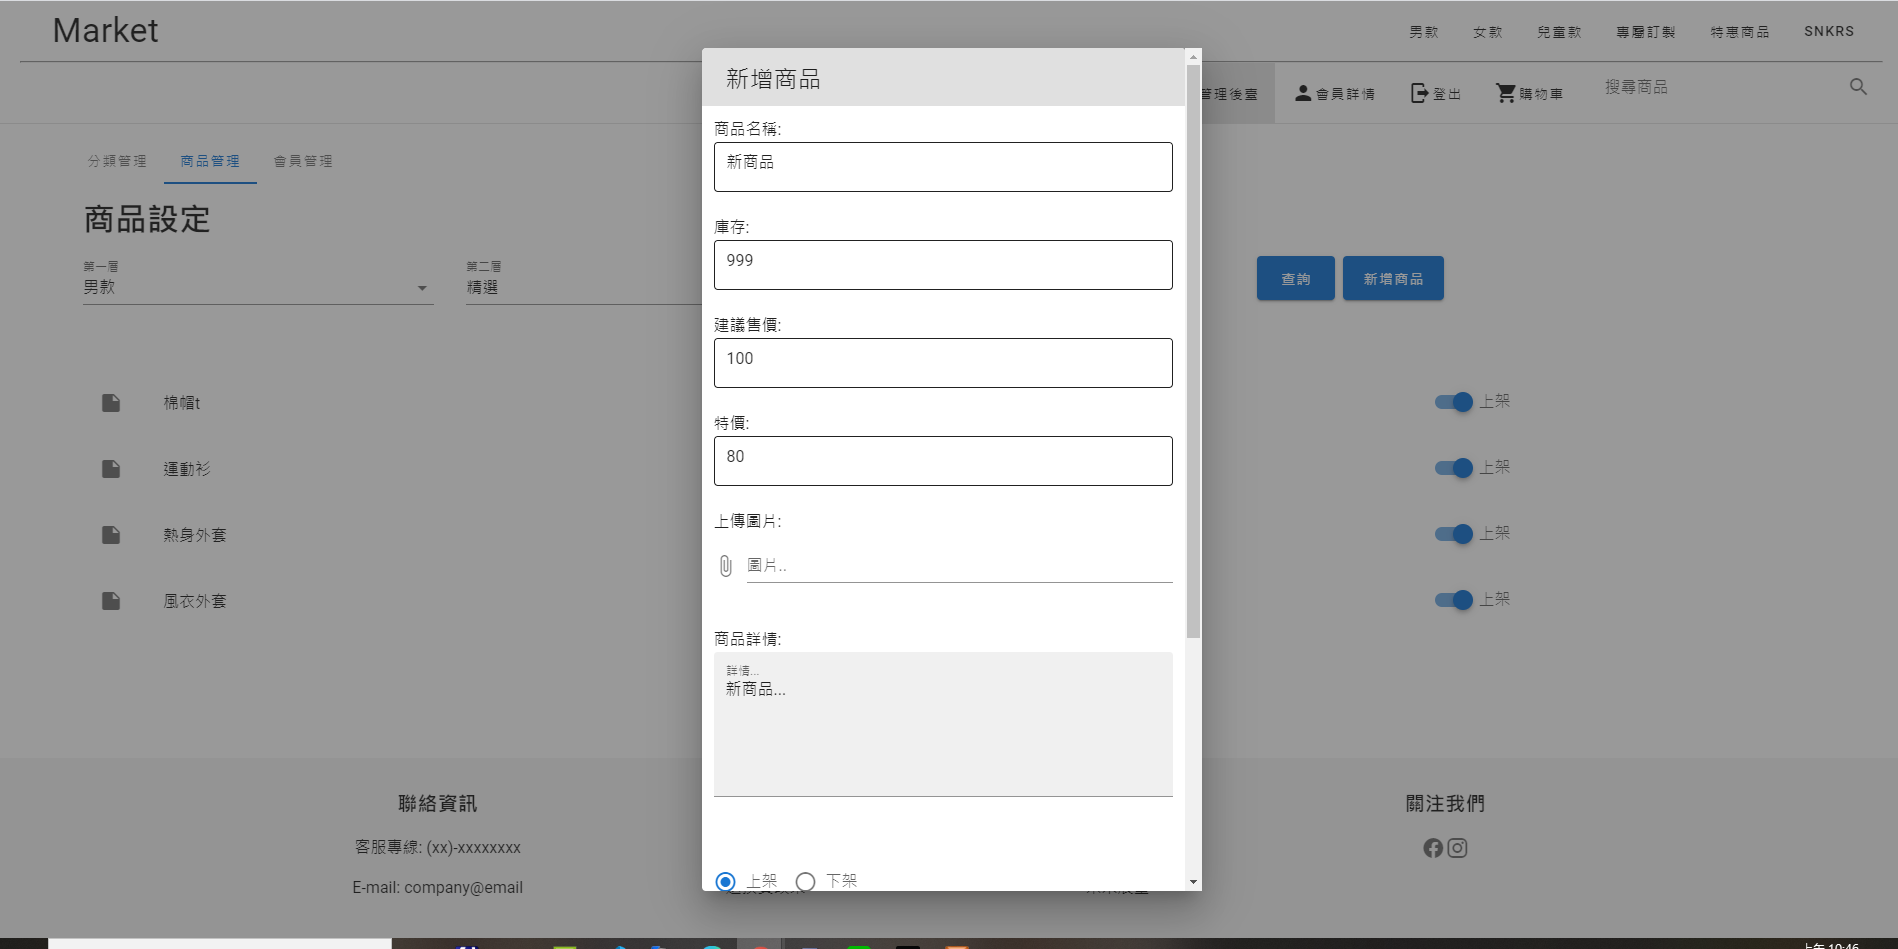 Market
男款 女款 兒童款 專屬訂製 特惠商品 SNKRS
管理後臺 會員詳情 登出 購物車 搜尋商品
分類管理 商品管理 會員管理
商品設定
第一層
男款
第二層
精選
查詢 新增商品
棉帽t 上架
運動衫 上架
熱身外套 上架
風衣外套 上架
新增商品
商品名稱:
新商品
庫存:
999
建議售價:
100
特價:
80
上傳圖片:
圖片..
商品詳情:
詳情...
新商品...
上架 下架
聯絡資訊
客服專線: (xx)-xxxxxxxx
E-mail: company@email
關注我們
上午 10:46